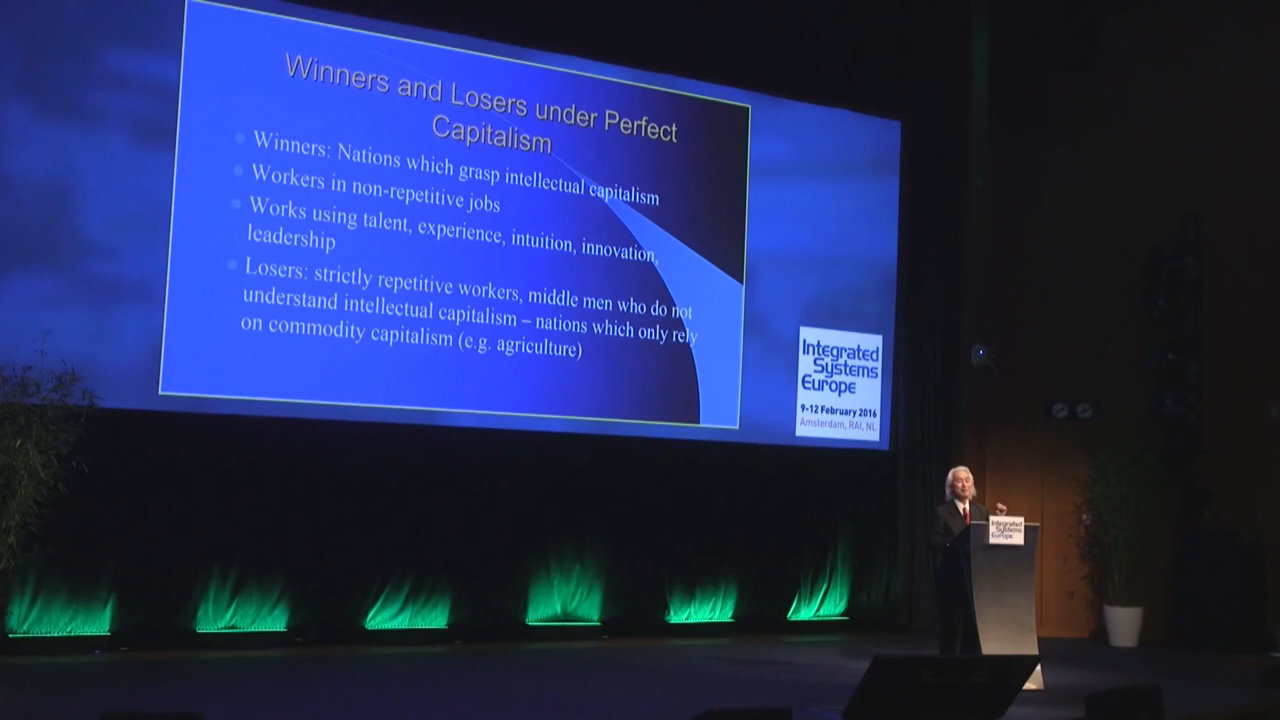 Winners and Losers under Perfect
Capitalism
Winners: Nations which grasp intellectual capitalism
Workers in non-repetitive jobs
Works using talent, experience, intuition, innovation,
leadership
Losers: strictly repetitive workers, middle men who do not
understand intellectual capitalism – nations which only rely
on commodity capitalism (e.g. agriculture)
Integrated
Systems
Europe
9-12 February 2016
Amsterdam, RAI, NL
Integrated
Systems
Europe